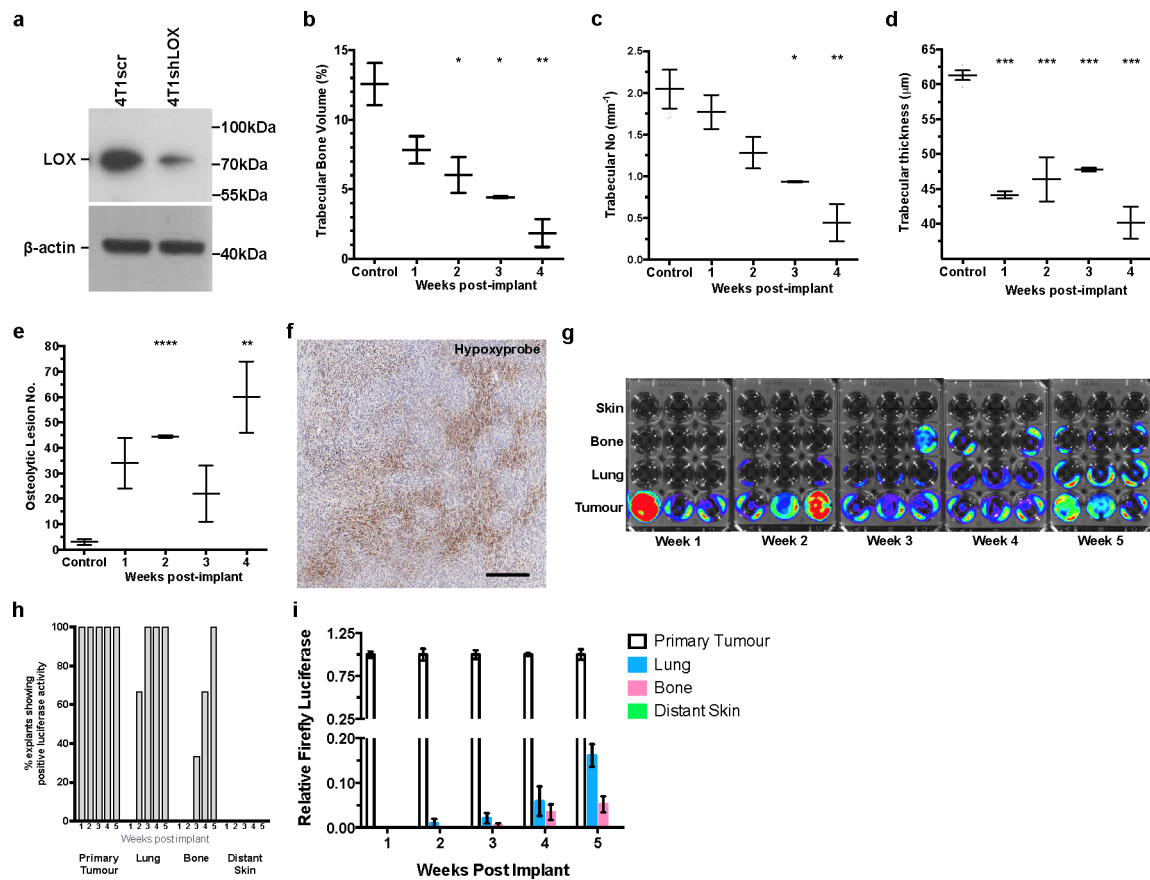 a
4T1scr
4T1shLOX
LOX
100kDa
70kDa
55kDa
β-actin
40kDa
b
Trabecular Bone Volume (%)
15
10
5
0
*
*
**
Control 1 2 3 4
Weeks post-implant
c
Trabecular No (mm-1)
2.5
2.0
1.5
1.0
0.5
0.0
*
**
Control 1 2 3 4
Weeks post-implant
d
Trabecular thickness (µm)
65
60
55
50
45
40
***
***
***
***
Control 1 2 3 4
Weeks post-implant
e
Osteolytic Lesion No.
80
70
60
50
40
30
20
10
0
****
**
Control 1 2 3 4
Weeks post-implant
f
Hypoxyprobe
g
Skin
Bone
Lung
Tumour
Week 1 Week 2 Week 3 Week 4 Week 5
h
% explants showing
positive luciferase activity
100
80
60
40
20
0
1 2 3 4 5 1 2 3 4 5 1 2 3 4 5 1 2 3 4 5
Weeks post implant
Primary
Tumour
Lung
Bone
Distant
Skin
i
Relative Firefly Luciferase
1.25
1.00
0.75
0.50
0.25
0.20
0.10
0.00
1 2 3 4 5
Weeks Post Implant
Primary Tumour
Lung
Bone
Distant Skin